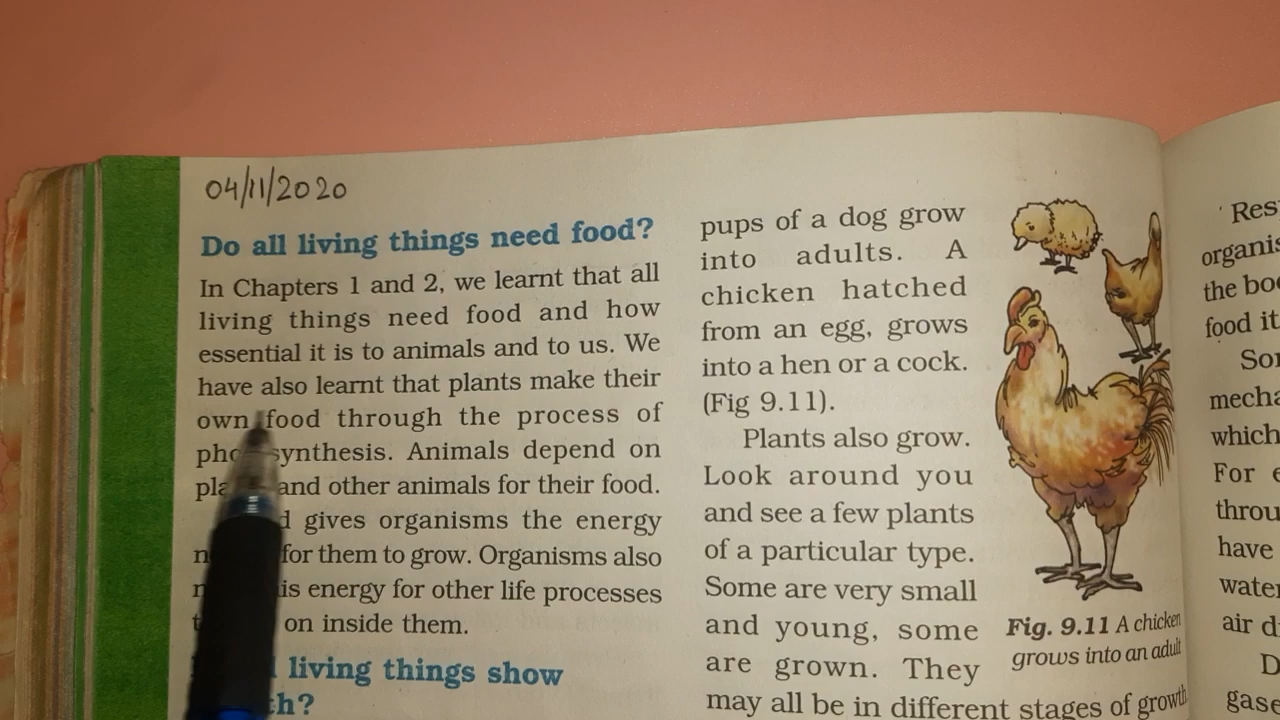 04/11/2020
Do all living things need food?
In Chapters 1 and 2, we learnt that all
living things need food and how
essential it is to animals and to us. We
have also learnt that plants make their
own food through the process of
synthesis. Animals depend on
and other animals for their food.
gives organisms the energy
for them to grow. Organisms also
energy for other life processes
on inside them.
living things show
pups of a dog grow
into adults. A
chicken hatched
from an egg, grows
into a hen or a cock.
(Fig 9.11).
Plants also grow.
Look around you
and see a few plants
of a particular type.
Some are very small
and young, some
are grown. They
may all be in different stages of growth
Fig. 9.11 A chicken
grows into an adult
the
food it
which
For
have
air